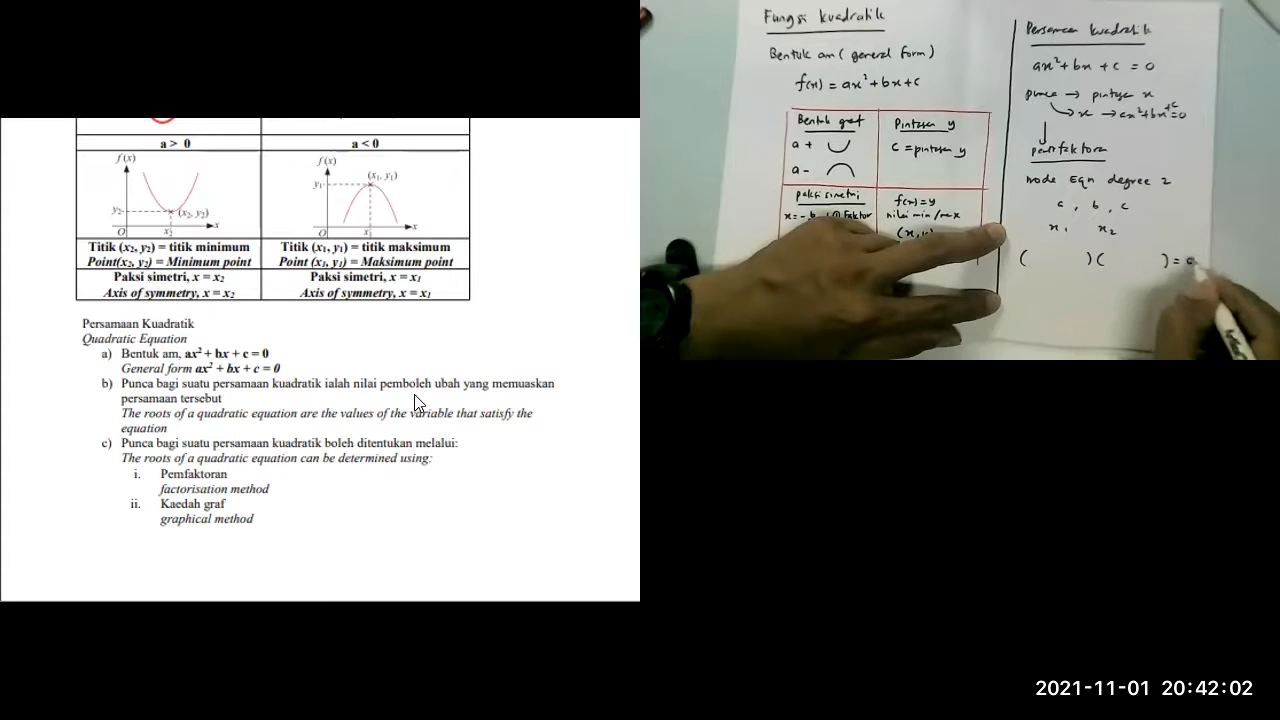 a > 0 a < 0
f(x) f(x)
(x₁, y₁)
y₁
y₂ (x₂, y₂)
O x₂ x O x₁ x
Titik (x₂, y₂) = titik minimum Titik (x₁, y₁) = titik maksimum
Point(x₂, y₂) = Minimum point Point (x₁, y₁) = Maksimum point
Paksi simetri, x = x₂ Paksi simetri, x = x₁
Axis of symmetry, x = x₂ Axis of symmetry, x = x₁
Persamaan Kuadratik
Quadratic Equation
a) Bentuk am, ax² + bx + c = 0
General form ax² + bx + c = 0
b) Punca bagi suatu persamaan kuadratik ialah nilai pemboleh ubah yang memuaskan
persamaan tersebut
The roots of a quadratic equation are the values of the variable that satisfy the
equation
c) Punca bagi suatu persamaan kuadratik boleh ditentukan melalui:
The roots of a quadratic equation can be determined using:
i. Pemfaktoran
factorisation method
ii. Kaedah graf
graphical method
Fungsi kuadratik
Bentuk am (general form)
f(x) = ax² + bx + c
Bentuk graf
a +
a -
Pintasan y
c = pintasan y
paksi simetri
x = - b Faktor
f(x) = y
nilai min/max
(x, y)
Persamaan kuadratik
ax² + bx + c = 0
punca → pintasan x
x → ax² + bx + c = 0
pemfaktoran
mode Eqn degree 2
a , b , c
x₁ x₂
( ) ( ) = 0
2021-11-01 20:42:02